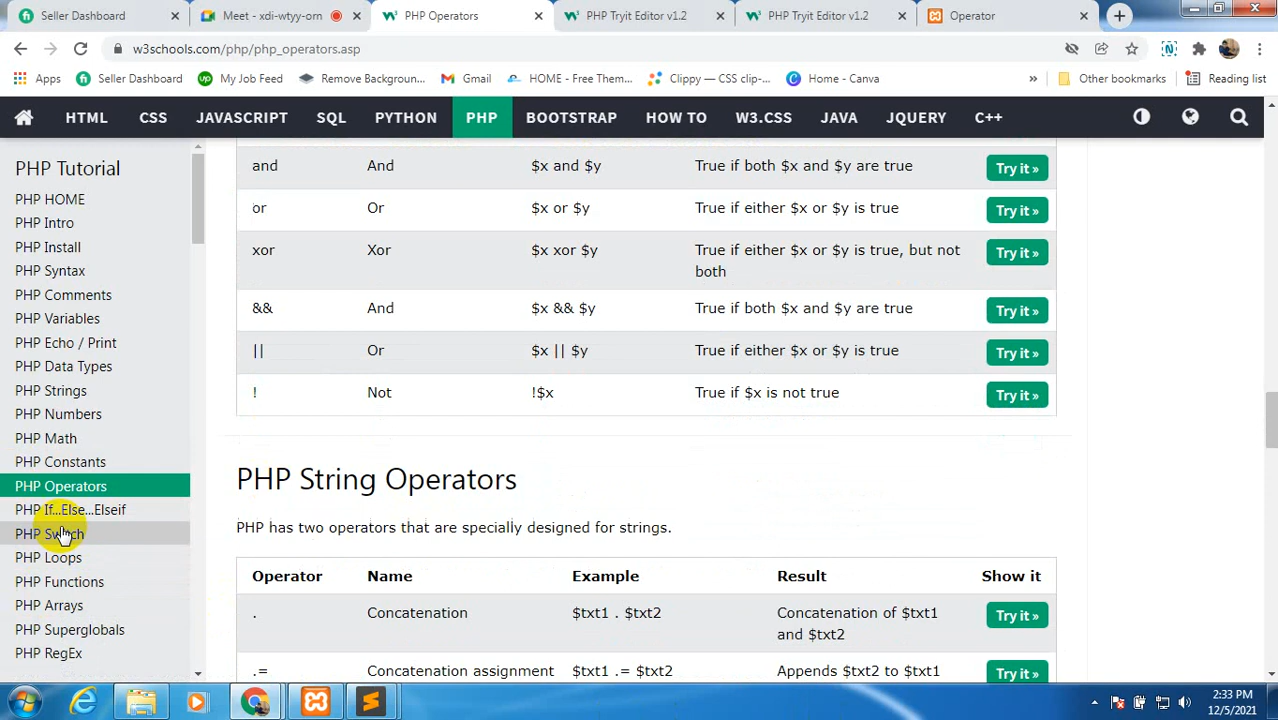 Seller Dashboard
Meet - xdi-wtyy-orn
PHP Operators
PHP Tryit Editor v1.2
PHP Tryit Editor v1.2
Operator
w3schools.com/php/php_operators.asp
Apps
Seller Dashboard
My Job Feed
Remove Backgroun...
Gmail
HOME - Free Them...
Clippy — CSS clip-...
Home - Canva
»
Other bookmarks
Reading list
HTML
CSS
JAVASCRIPT
SQL
PYTHON
PHP
BOOTSTRAP
HOW TO
W3.CSS
JAVA
JQUERY
C++
PHP Tutorial
PHP HOME
PHP Intro
PHP Install
PHP Syntax
PHP Comments
PHP Variables
PHP Echo / Print
PHP Data Types
PHP Strings
PHP Numbers
PHP Math
PHP Constants
PHP Operators
PHP If...Else...Elseif
PHP Switch
PHP Loops
PHP Functions
PHP Arrays
PHP Superglobals
PHP RegEx
and And $x and $y True if both $x and $y are true Try it »
or Or $x or $y True if either $x or $y is true Try it »
xor Xor $x xor $y True if either $x or $y is true, but not Try it »
both
&& And $x && $y True if both $x and $y are true Try it »
|| Or $x || $y True if either $x or $y is true Try it »
! Not !$x True if $x is not true Try it »
PHP String Operators
PHP has two operators that are specially designed for strings.
Operator Name Example Result Show it
. Concatenation $txt1 . $txt2 Concatenation of $txt1 Try it »
and $txt2
.= Concatenation assignment $txt1 .= $txt2 Appends $txt2 to $txt1 Try it »
2:33 PM
12/5/2021